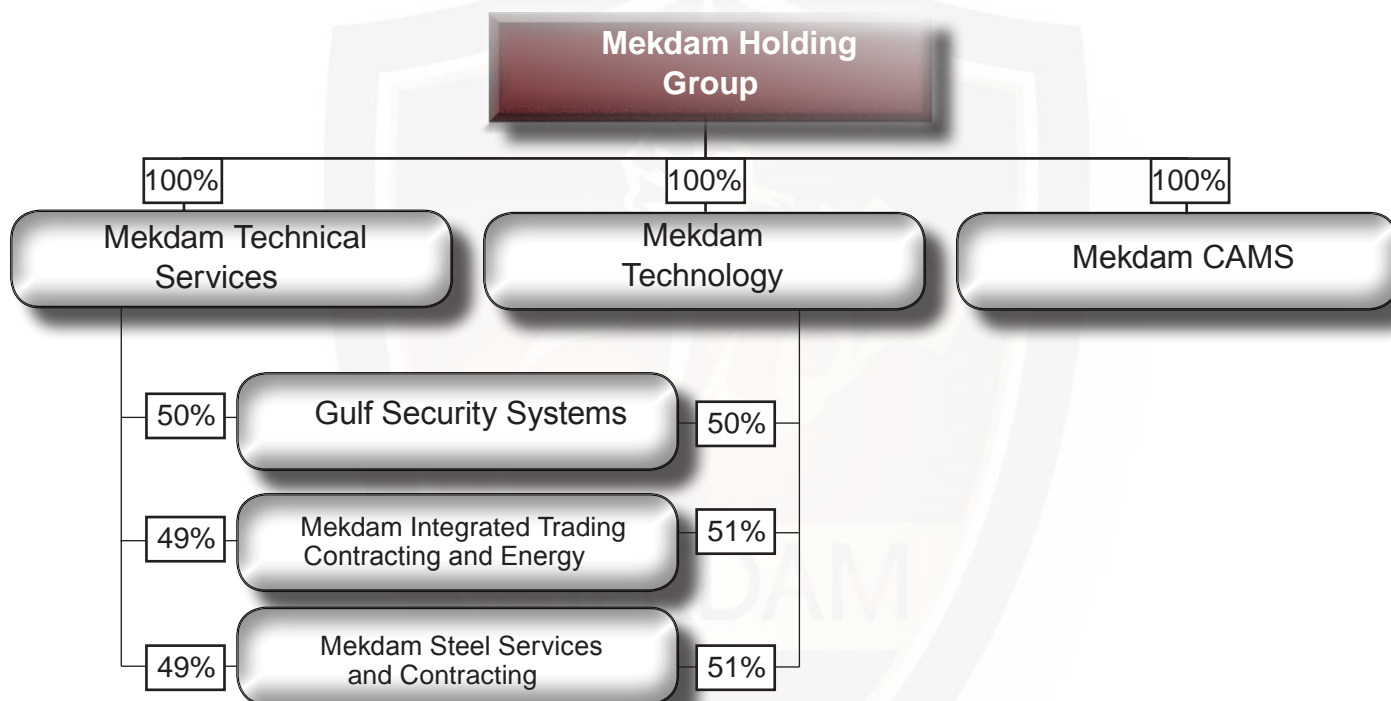 Mekdam Holding
Group
100%
100%
100%
Mekdam Technical
Services
Mekdam
Technology
Mekdam CAMS
50%
Gulf Security Systems
50%
49%
Mekdam Integrated Trading
Contracting and Energy
51%
49%
Mekdam Steel Services
and Contracting
51%